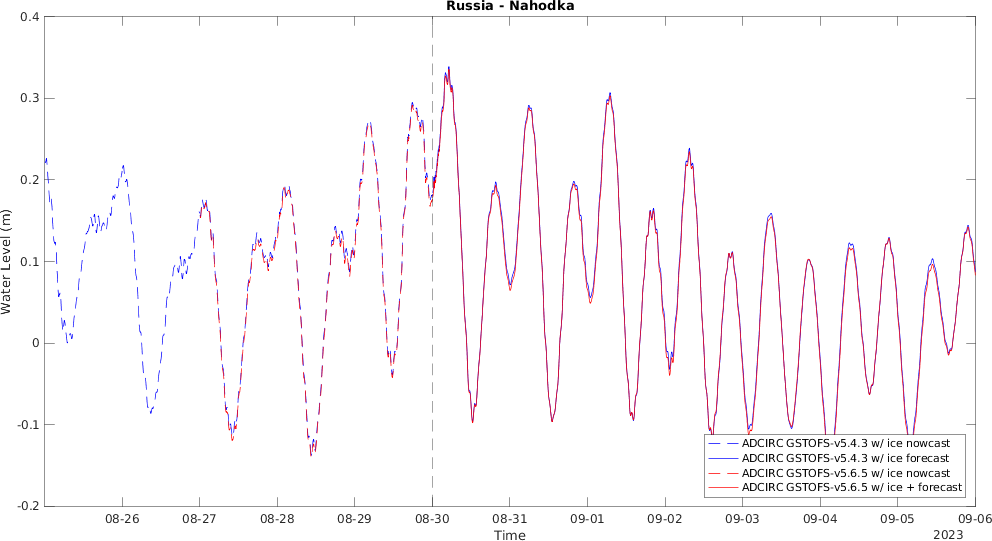 Russia - Nahodka
0.4
0.3
0.2
0.1
0
-0.1
-0.2
Water Level (m)
ADCIRC GSTOFS-v5.4.3 w/ ice nowcast
ADCIRC GSTOFS-v5.4.3 w/ ice forecast
ADCIRC GSTOFS-v5.6.5 w/ ice nowcast
ADCIRC GSTOFS-v5.6.5 w/ ice + forecast
08-26 08-27 08-28 08-29 08-30 08-31 09-01 09-02 09-03 09-04 09-05 09-06
Time
2023